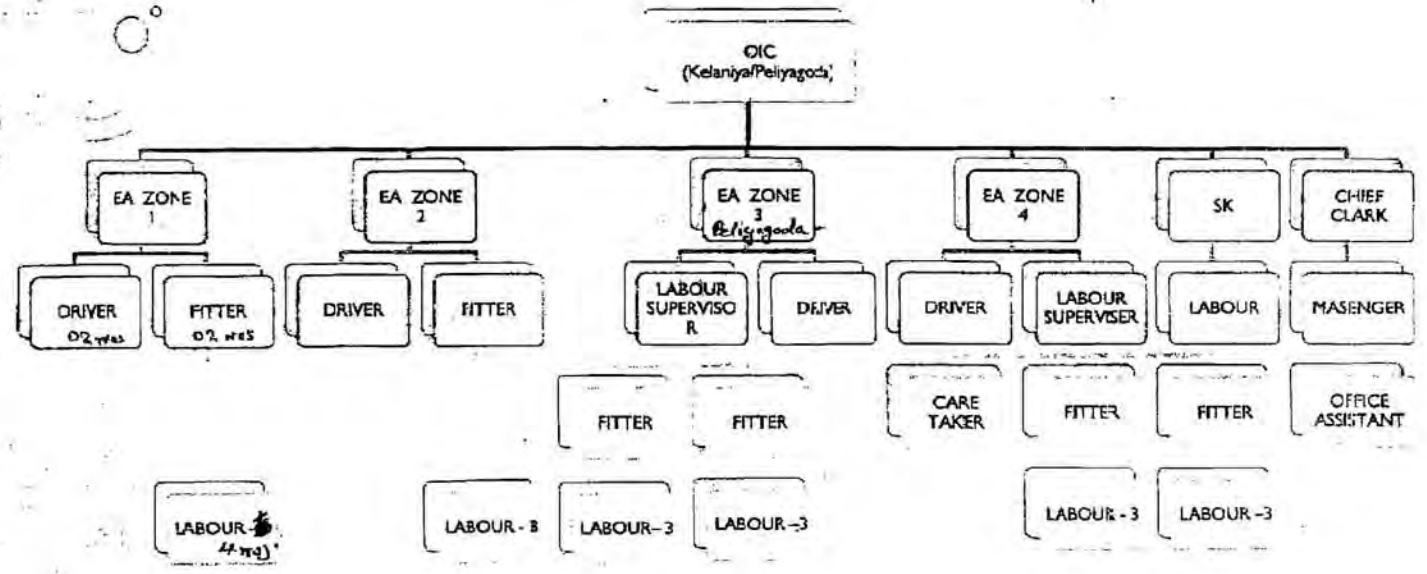 OIC
(Kelaniya/Peliyagoda)
EA ZONE
1
EA ZONE
2
EA ZONE
3
Peliyagoda
EA ZONE
4
SK
CHIEF
CLARK
DRIVER
02 nos
FITTER
02 nos
DRIVER
FITTER
LABOUR
SUPERVISO
R
DRIVER
DRIVER
LABOUR
SUPERVISER
LABOUR
MASENGER
FITTER
FITTER
CARE
TAKER
FITTER
FITTER
OFFICE
ASSISTANT
LABOUR-
4 nos
LABOUR - 3
LABOUR-3
LABOUR-3
LABOUR - 3
LABOUR-3